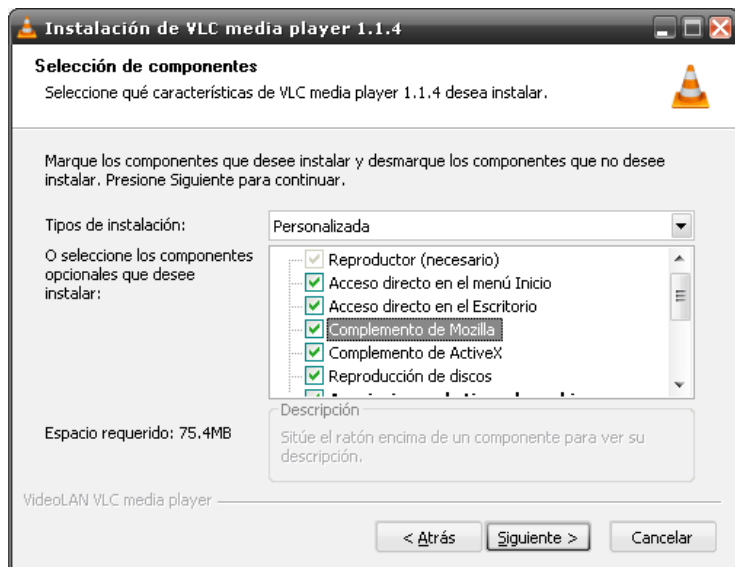 Instalación de VLC media player 1.1.4
Selección de componentes
Seleccione qué características de VLC media player 1.1.4 desea instalar.
Marque los componentes que desee instalar y desmarque los componentes que no desee
instalar. Presione Siguiente para continuar.
Tipos de instalación:
Personalizada
O seleccione los componentes
opcionales que desee
instalar:
Reproductor (necesario)
Acceso directo en el menú Inicio
Acceso directo en el Escritorio
Complemento de Mozilla
Complemento de ActiveX
Reproducción de discos
Espacio requerido: 75.4MB
Descripción
Sitúe el ratón encima de un componente para ver su
descripción.
VideoLAN VLC media player
< Atrás
Siguiente >
Cancelar